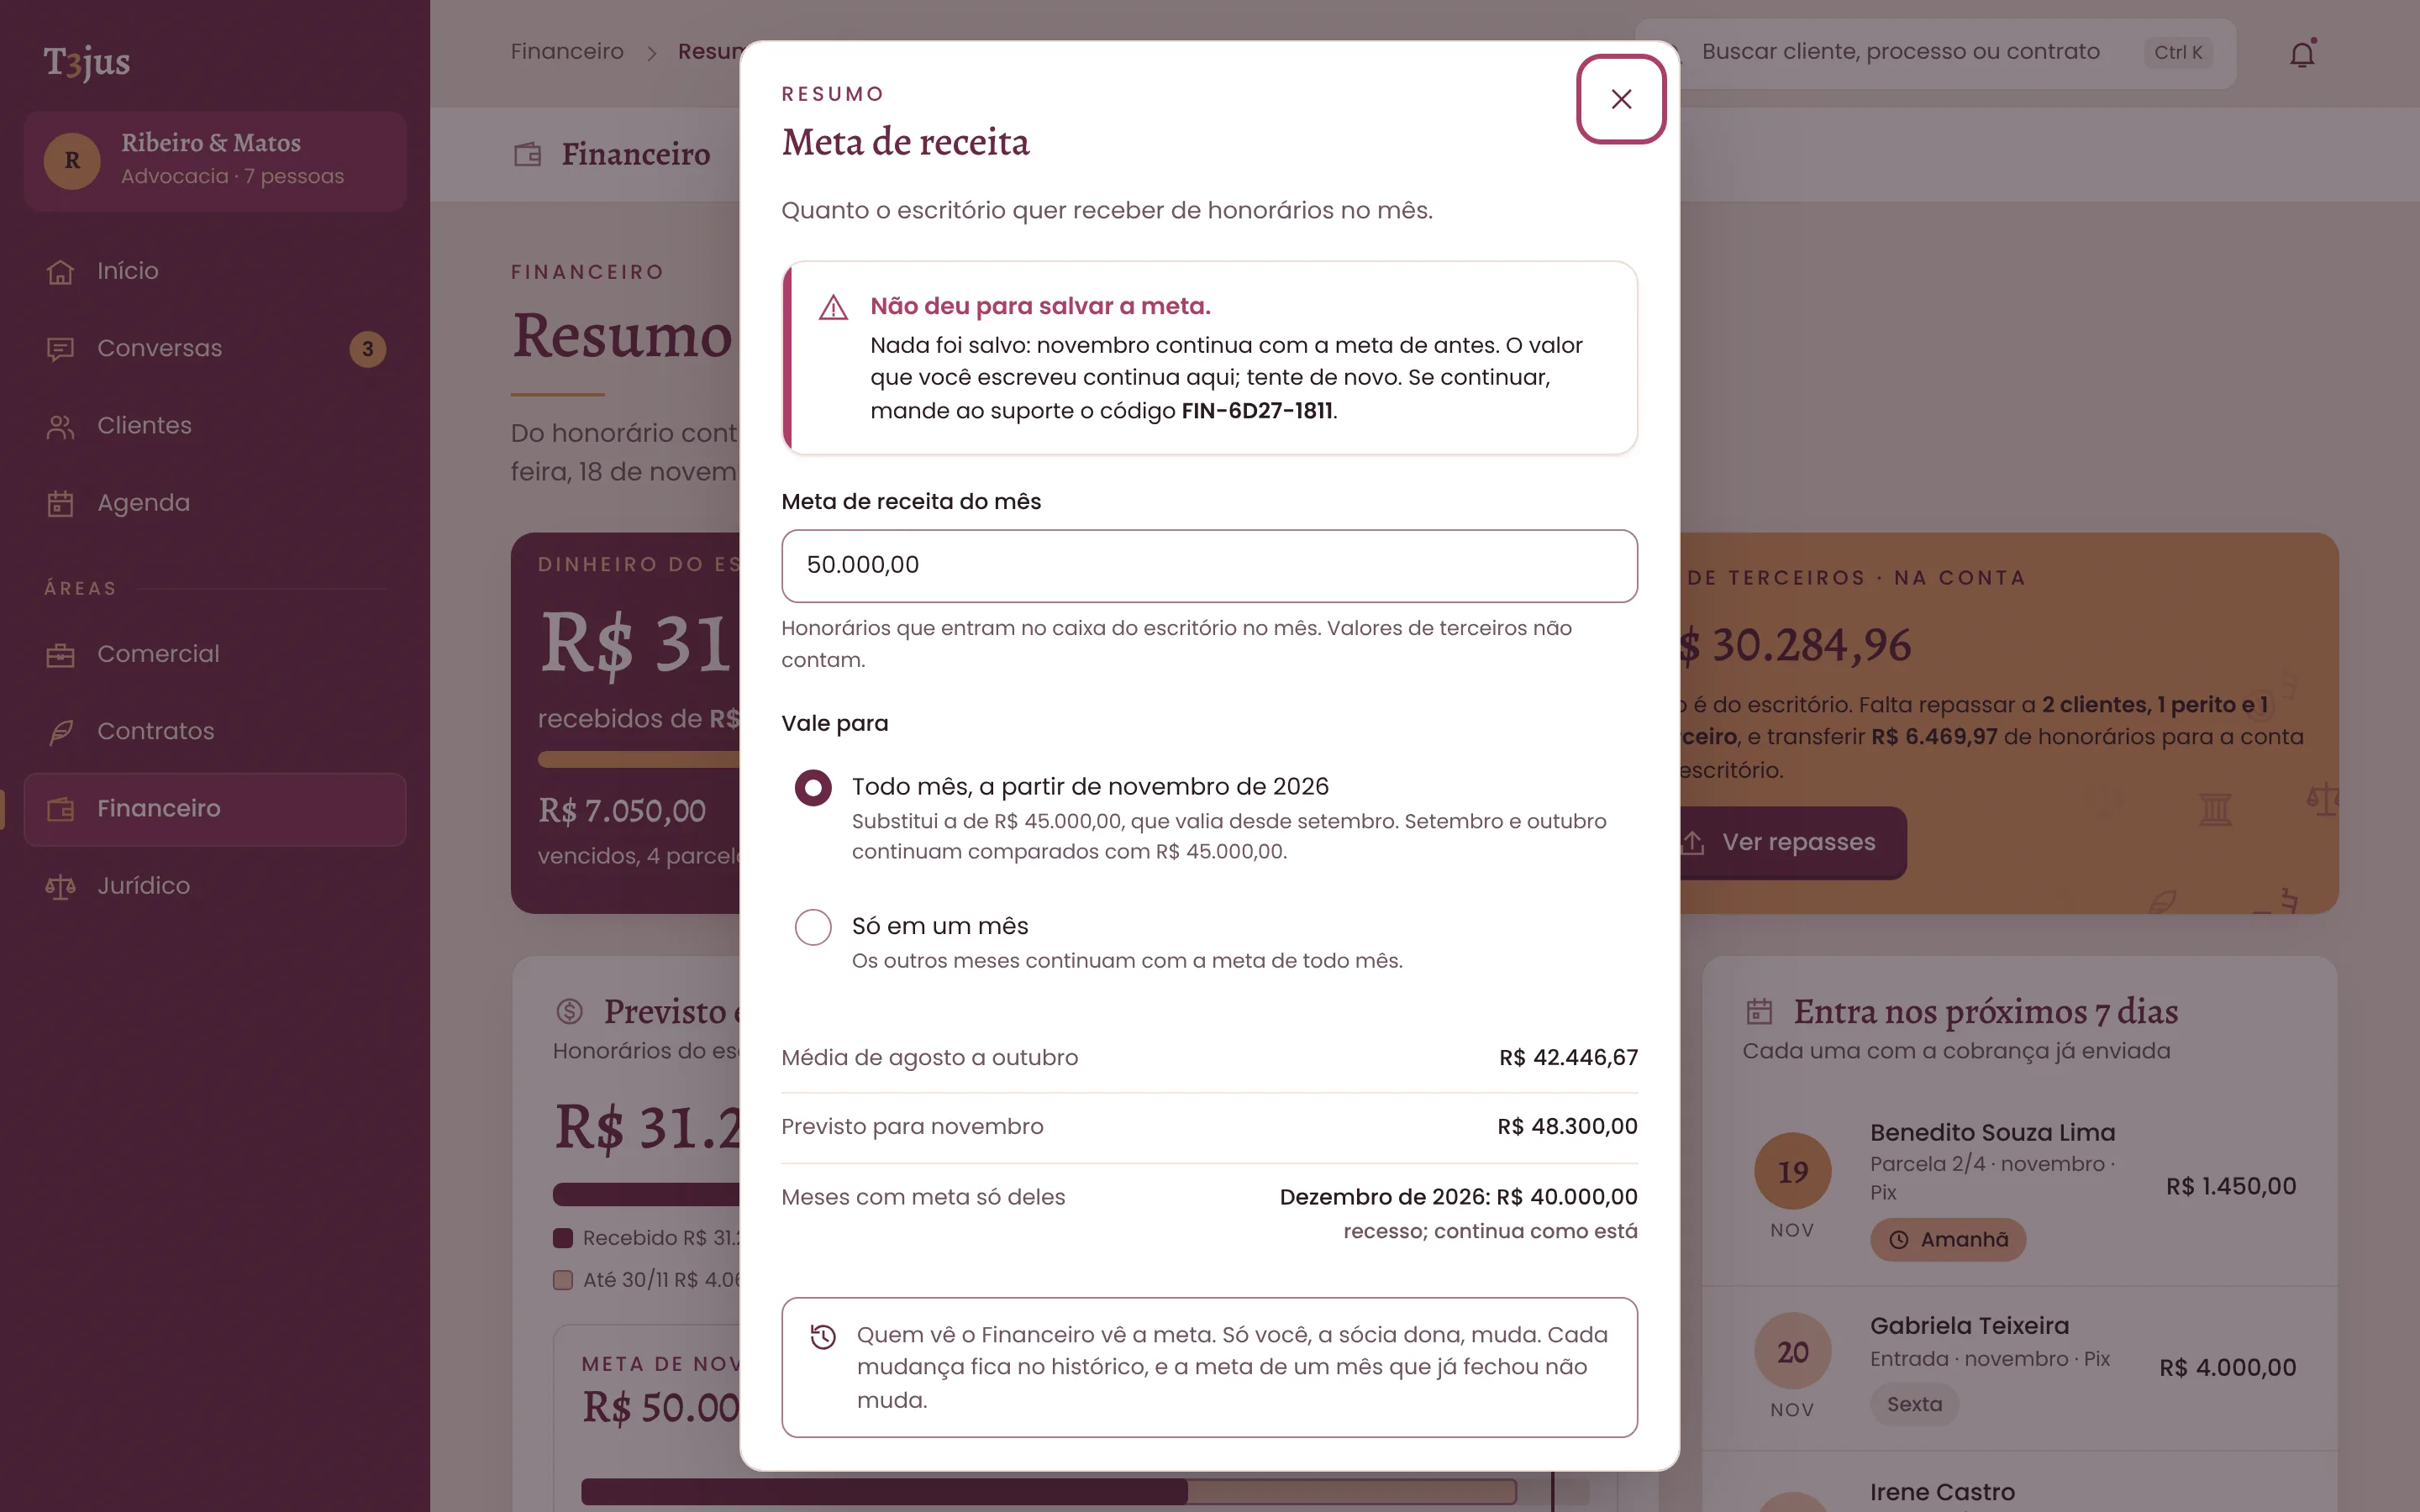 T3jus
R
Ribeiro & Matos
Advocacia · 7 pessoas
Início
Conversas
3
Clientes
Agenda
ÁREAS
Comercial
Contratos
Financeiro
Jurídico
Financeiro
Buscar cliente, processo ou contrato
Ctrl K
Financeiro
FINANCEIRO
Resumo
Do honorário
feira, 18 de
DINHEIRO DO
R$ 31
recebidos de R$
R$ 7.050,00
vencidos, 4
DE TERCEIROS · NA CONTA
$ 30.284,96
é do escritório. Falta repassar a 2 clientes, 1 perito e 1
, e transferir R$ 6.469,97 de honorários para a conta
escritório.
Ver repasses
Previsto
Honorários do
R$ 31.2
Recebido R$ 31.
Até 30/11 R$ 4.0
META DE
R$ 50.00
Entra nos próximos 7 dias
Cada uma com a cobrança já enviada
19
NOV
Benedito Souza Lima
Parcela 2/4 · novembro ·
Pix
R$ 1.450,00
Amanhã
20
NOV
Gabriela Teixeira
Entrada · novembro · Pix
R$ 4.000,00
Sexta
Irene Castro
RESUMO
Meta de receita
Quanto o escritório quer receber de honorários no mês.
Não deu para salvar a meta.
Nada foi salvo: novembro continua com a meta de antes. O valor
que você escreveu continua aqui; tente de novo. Se continuar,
mande ao suporte o código FIN-6D27-1811.
Meta de receita do mês
50.000,00
Honorários que entram no caixa do escritório no mês. Valores de terceiros não
contam.
Vale para
Todo mês, a partir de novembro de 2026
Substitui a de R$ 45.000,00, que valia desde setembro. Setembro e outubro
continuam comparados com R$ 45.000,00.
Só em um mês
Os outros meses continuam com a meta de todo mês.
Média de agosto a outubro
R$ 42.446,67
Previsto para novembro
R$ 48.300,00
Meses com meta só deles
Dezembro de 2026: R$ 40.000,00
recesso; continua como está
Quem vê o Financeiro vê a meta. Só você, a sócia dona, muda. Cada
mudança fica no histórico, e a meta de um mês que já fechou não
muda.